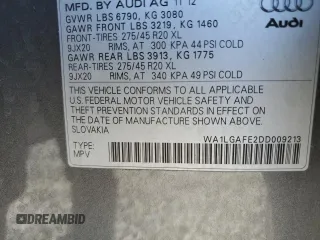 MFD. BY AUDI AG 11 12
GVWR LBS 6790, KG 3080
GAWR FRONT LBS 3219, KG 1460
FRONT-TIRES 275/45 R20 XL
9JX20 RIMS, AT 300 KPA 44 PSI COLD
GAWR REAR LBS 3913, KG 1775
REAR-TIRES 275/45 R20 XL
9JX20 RIMS, AT 340 KPA 49 PSI COLD
Audi
THIS VEHICLE CONFORMS TO ALL APPLICABLE
U.S. FEDERAL MOTOR VEHICLE SAFETY
AND THEFT PREVENTION STANDARDS IN EFFECT ON
THE DATE OF MANUFACTURE SHOWN ABOVE.
SLOVAKIA
TYPE:
MPV
WA1LGAFE2DD009213
DREAMBID